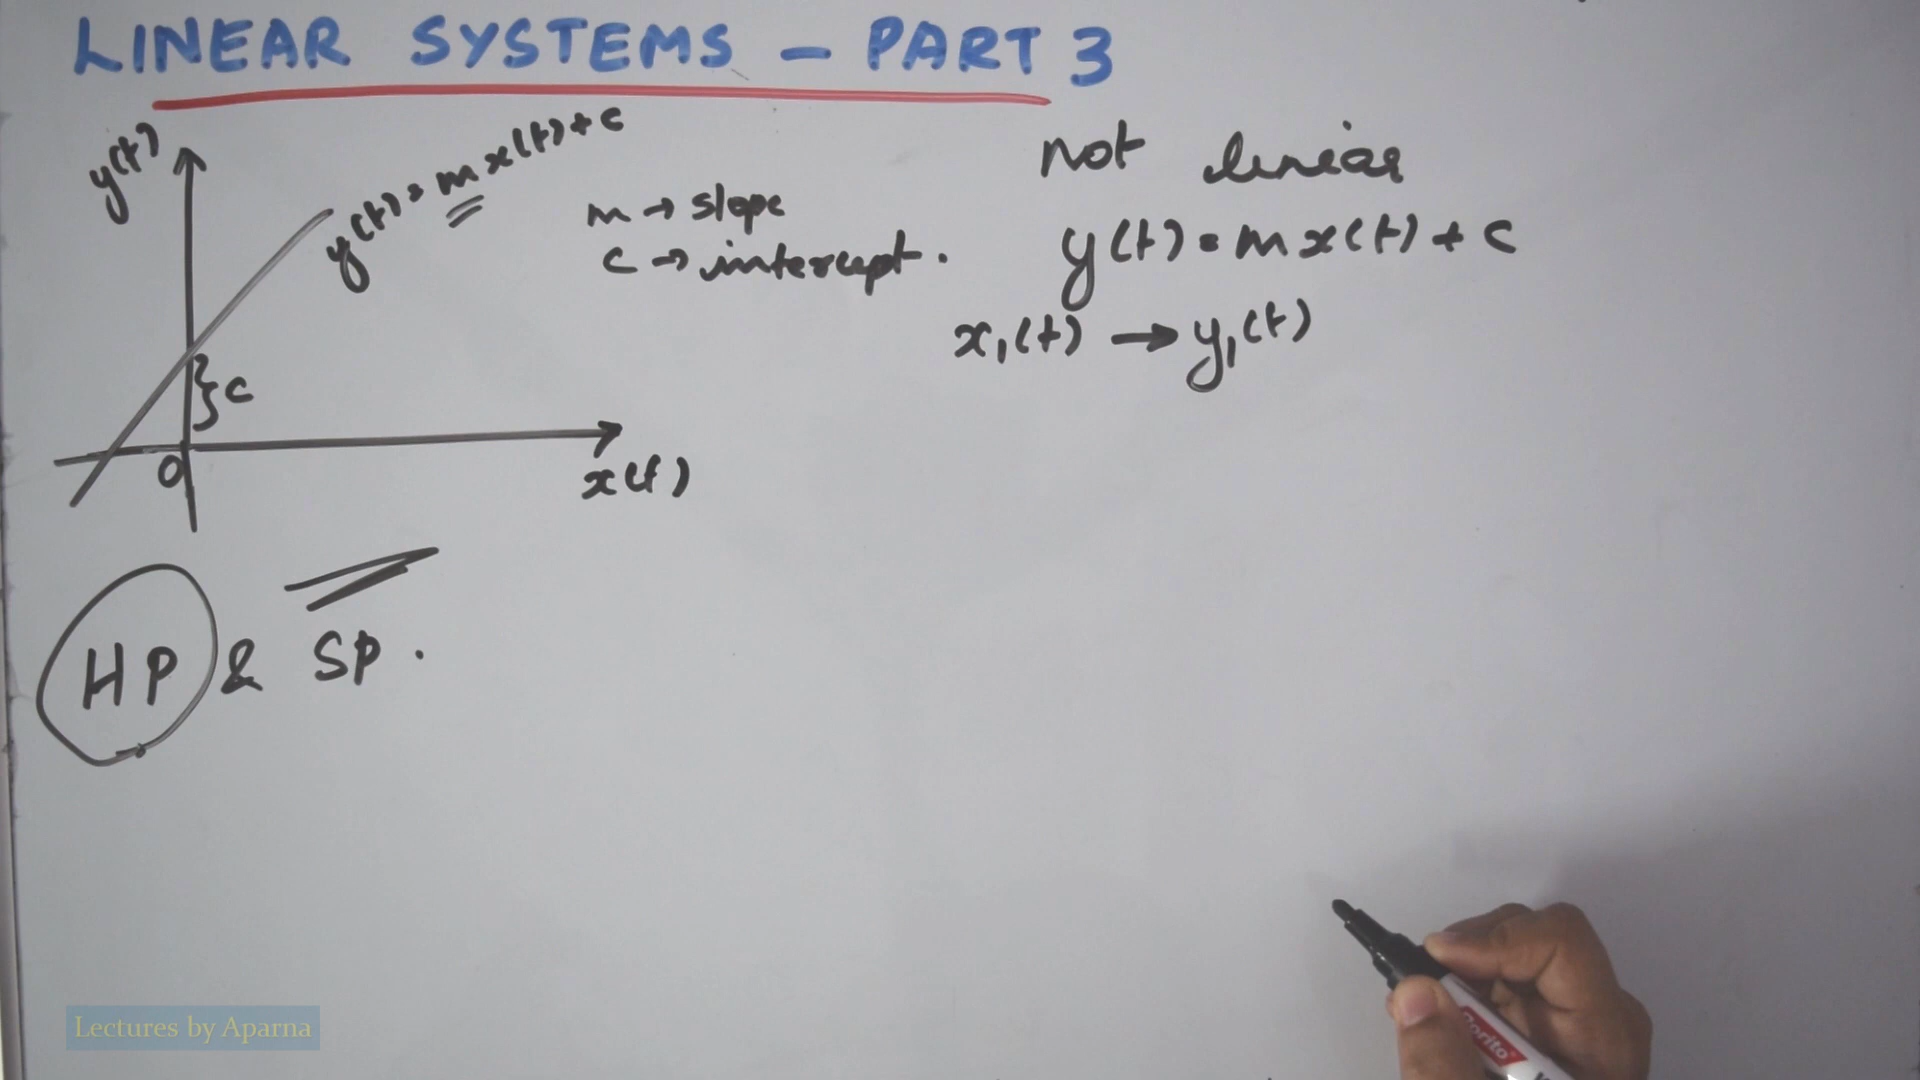 LINEAR SYSTEMS - PART 3
y(t)
y(t) = m x(t) + c
m → slope
c → intercept.
} c
0
x(t)
HP & SP.
not linear
y(t) = m x(t) + c
x₁(t) → y₁(t)
Lectures by Aparna